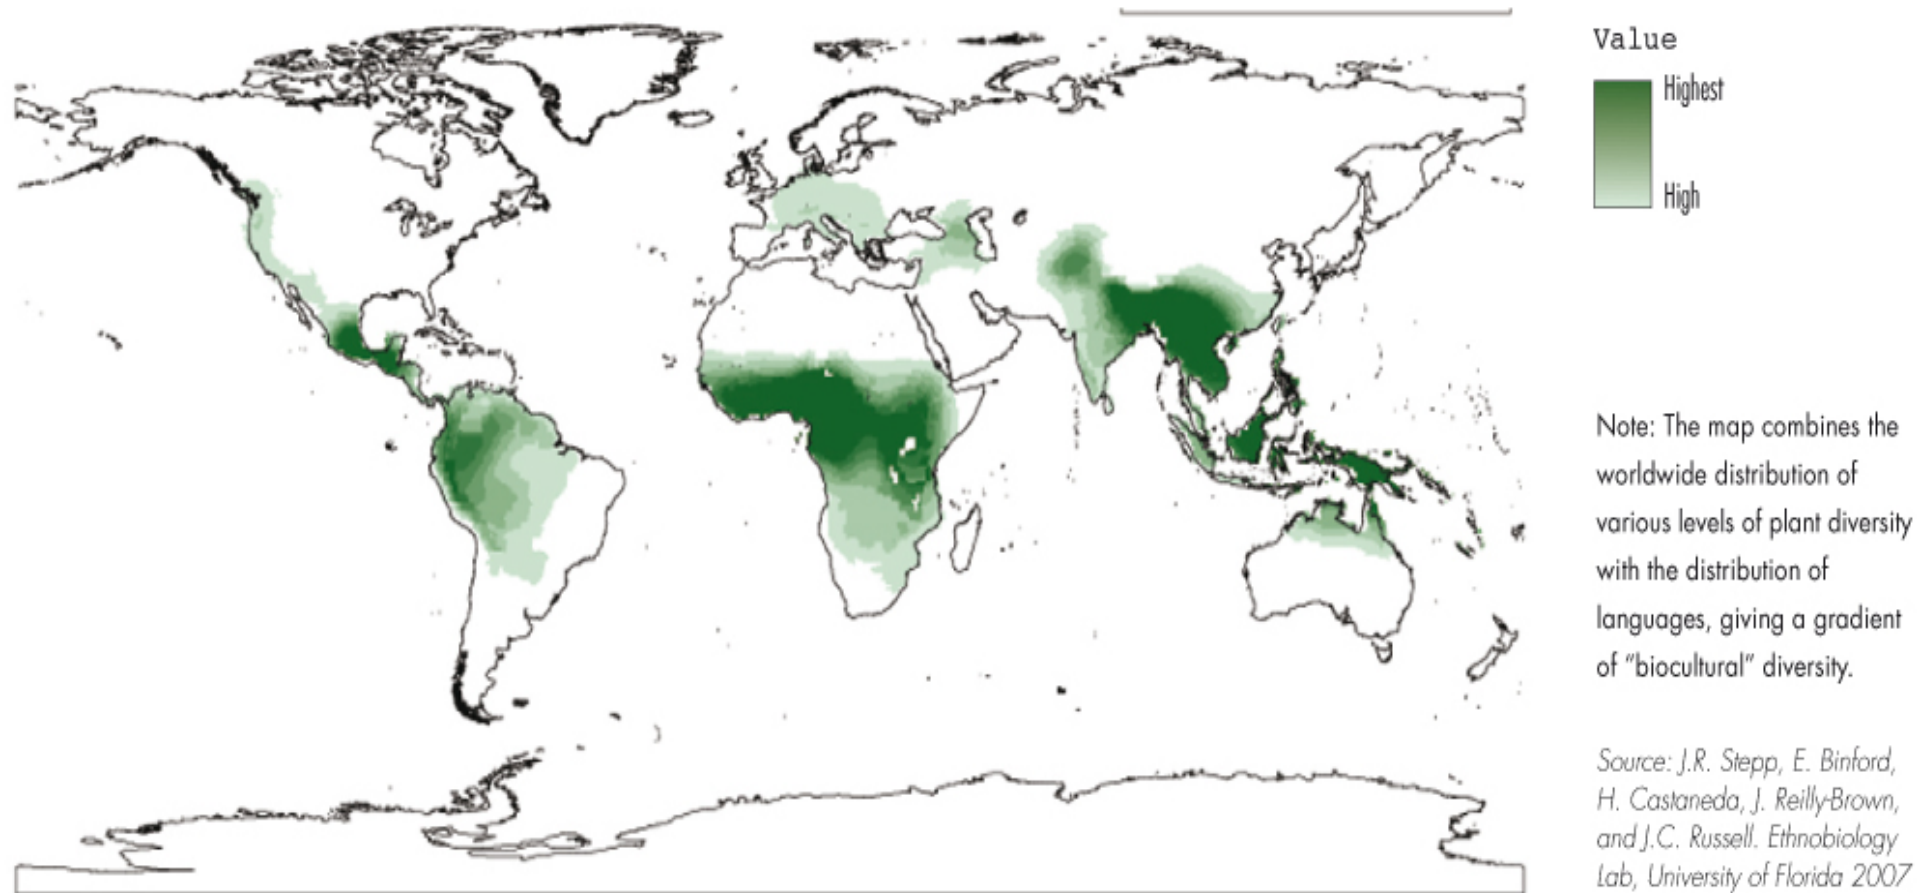 Value
Highest
High
Note: The map combines the
worldwide distribution of
various levels of plant diversity
with the distribution of
languages, giving a gradient
of “biocultural” diversity.
Source: J.R. Stepp, E. Binford,
H. Castaneda, J. Reilly-Brown,
and J.C. Russell. Ethnobiology
Lab, University of Florida 2007